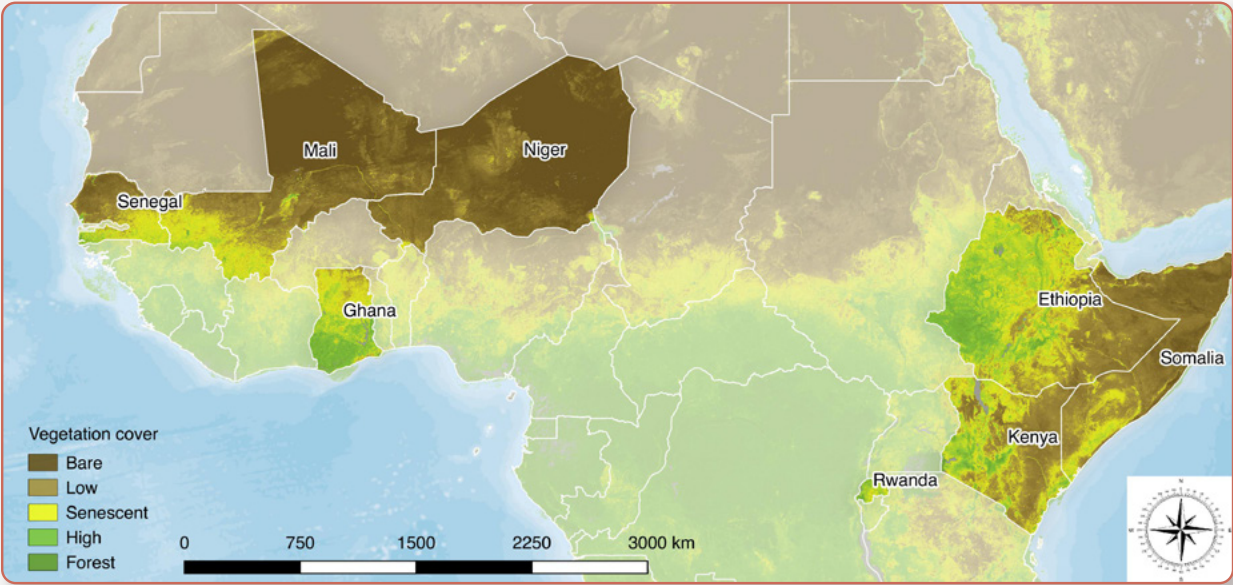 Mali
Niger
Senegal
Ghana
Ethiopia
Somalia
Kenya
Rwanda
Vegetation cover
Bare
Low
Senescent
High
Forest
0 750 1500 2250 3000 km
N